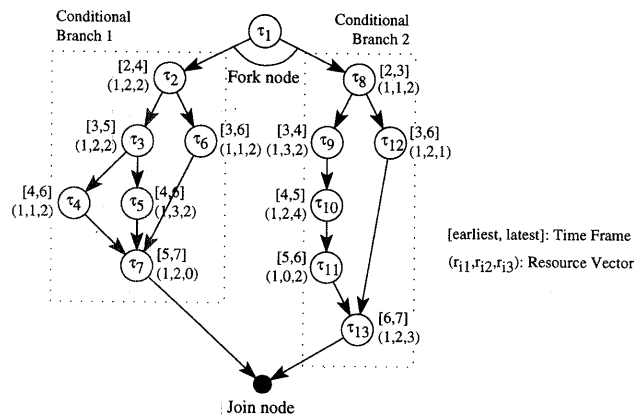 Conditional
Branch 1
τ1
Conditional
Branch 2
Fork node
[2,4]
(1,2,2)
τ2
τ8
[2,3]
(1,1,2)
[3,5]
(1,2,2)
τ3
τ6
[3,6]
(1,1,2)
[3,4]
(1,3,2)
τ9
τ12
[3,6]
(1,2,1)
[4,6]
(1,1,2)
τ4
τ5
[4,6]
(1,3,2)
[4,5]
(1,2,4)
τ10
τ7
[5,7]
(1,2,0)
[5,6]
(1,0,2)
τ11
τ13
[6,7]
(1,2,3)
[earliest, latest]: Time Frame
(ri1,ri2,ri3): Resource Vector
Join node